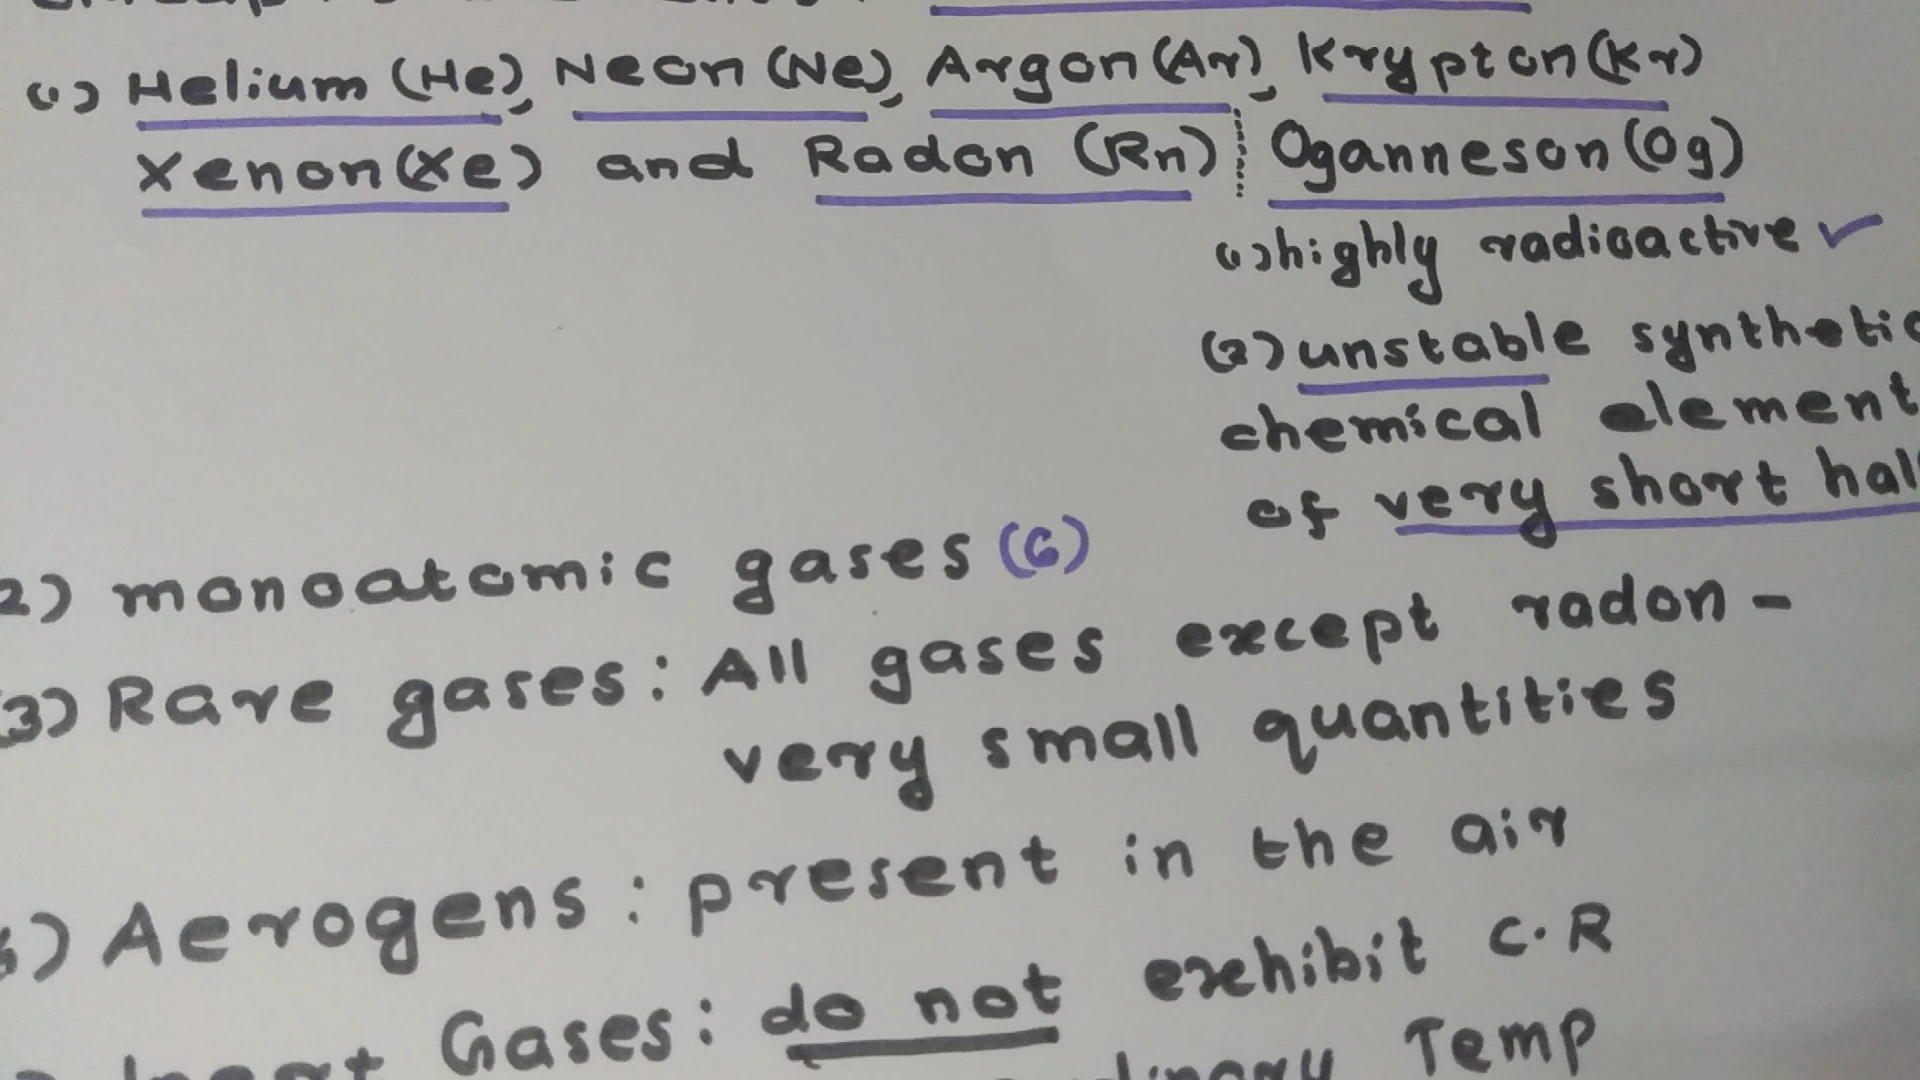 (1) Helium (He), Neon (Ne), Argon (Ar), Krypton (Kr)
Xenon (Xe) and Radon (Rn) Oganneson (Og)
(1) highly radioactive ✓
(2) unstable synthetic
chemical element
of very short hal
2) monoatomic gases (6)
(3) Rare gases: All gases except radon -
very small quantities
) Aerogens: present in the air
Gases: do not exhibit C.R
Temp